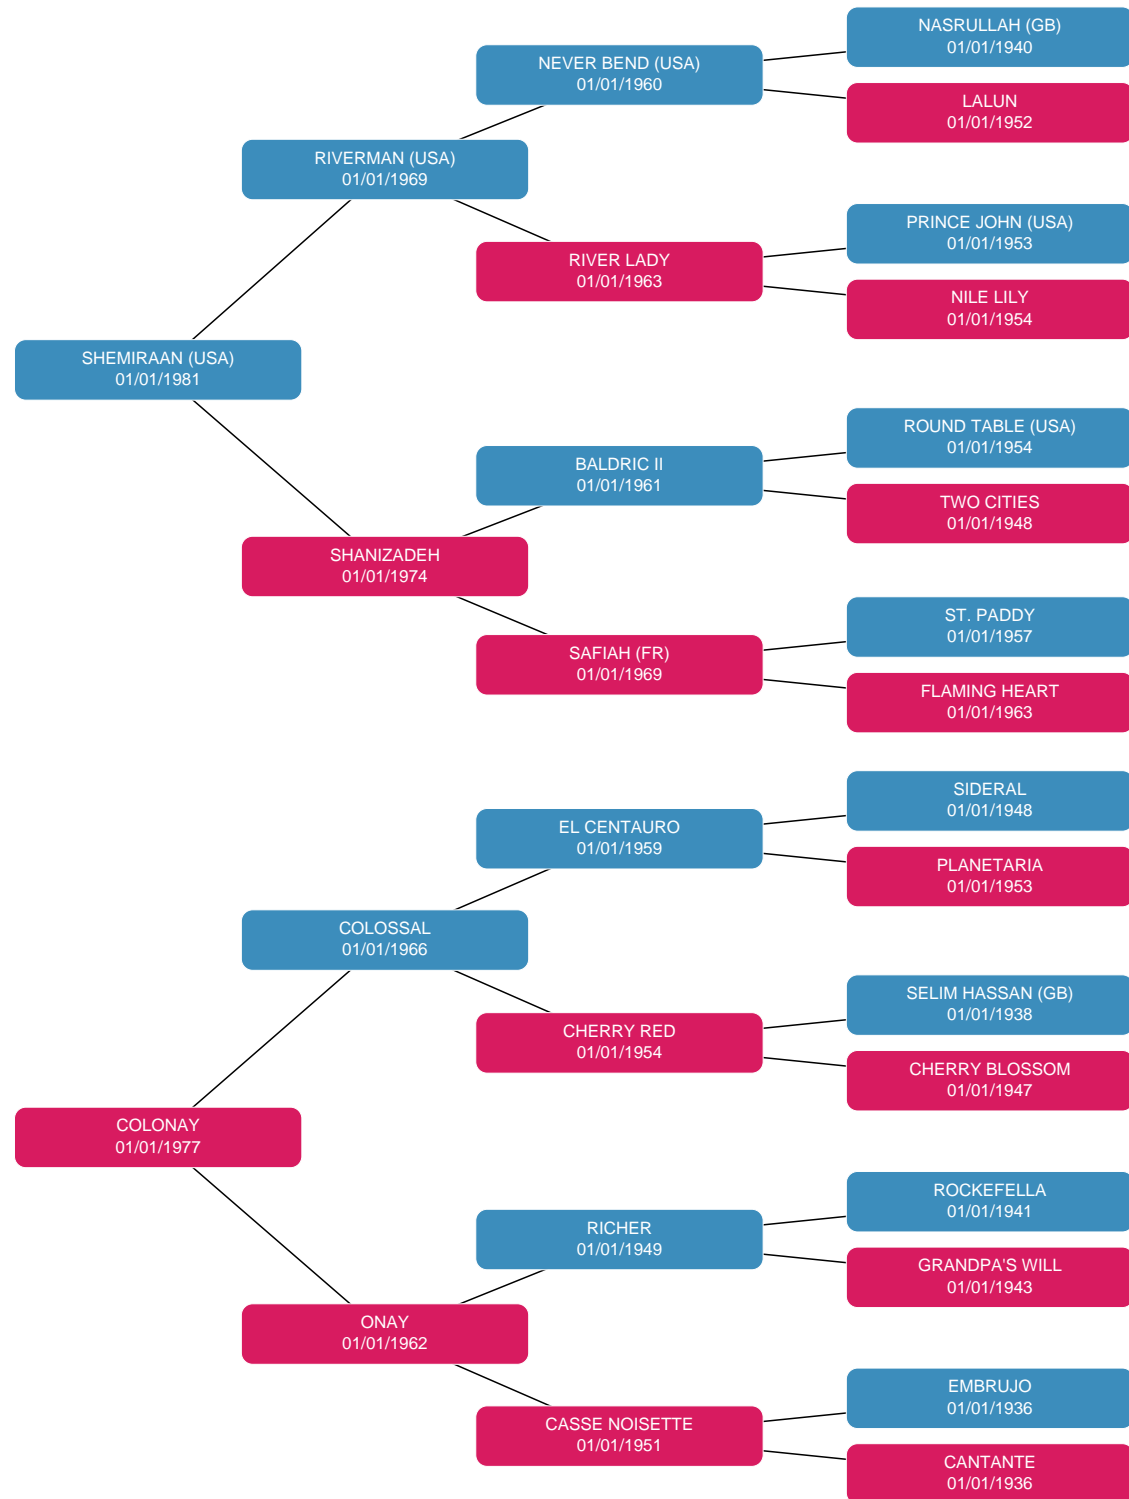 NASRULLAH (GB)
01/01/1940
NEVER BEND (USA)
01/01/1960
LALUN
01/01/1952
RIVERMAN (USA)
01/01/1969
PRINCE JOHN (USA)
01/01/1953
RIVER LADY
01/01/1963
NILE LILY
01/01/1954
SHEMIRAAN (USA)
01/01/1981
ROUND TABLE (USA)
01/01/1954
BALDRIC II
01/01/1961
TWO CITIES
01/01/1948
SHANIZADEH
01/01/1974
ST. PADDY
01/01/1957
SAFIAH (FR)
01/01/1969
FLAMING HEART
01/01/1963
SIDERAL
01/01/1948
EL CENTAURO
01/01/1959
PLANETARIA
01/01/1953
COLOSSAL
01/01/1966
SELIM HASSAN (GB)
01/01/1938
CHERRY RED
01/01/1954
CHERRY BLOSSOM
01/01/1947
COLONAY
01/01/1977
ROCKEFELLA
01/01/1941
RICHER
01/01/1949
GRANDPA'S WILL
01/01/1943
ONAY
01/01/1962
EMBRUJO
01/01/1936
CASSE NOISETTE
01/01/1951
CANTANTE
01/01/1936